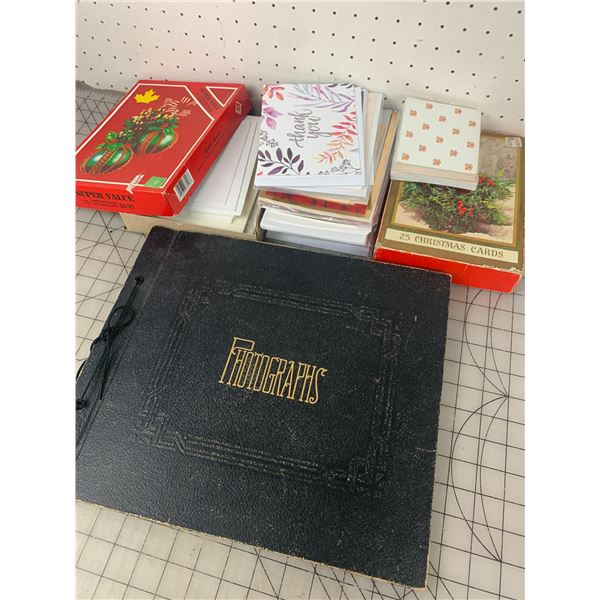 SUPER VALUE
thank
you
25 CHRISTMAS CARDS
PHOTOGRAPHS